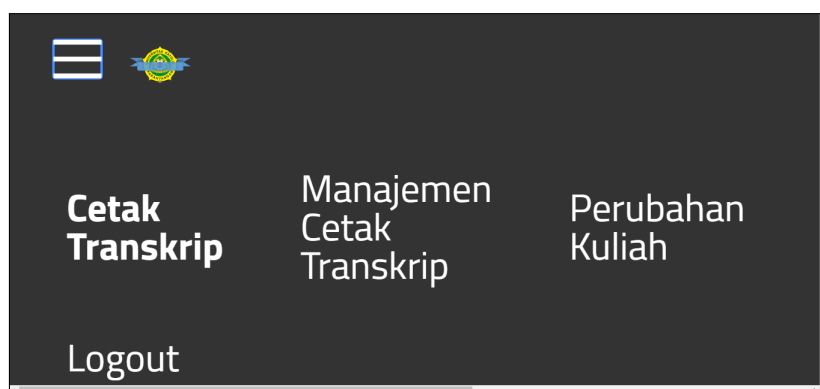 Cetak
Transkrip
Manajemen
Cetak
Transkrip
Perubahan
Kuliah
Logout